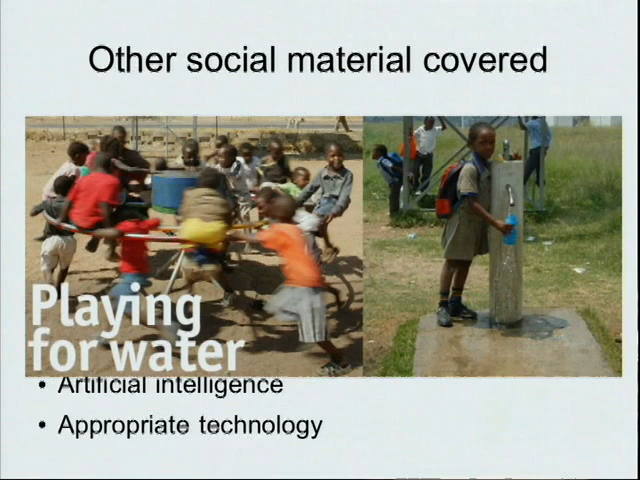 Other social material covered
Playing
for water
• Artificial intelligence
• Appropriate technology